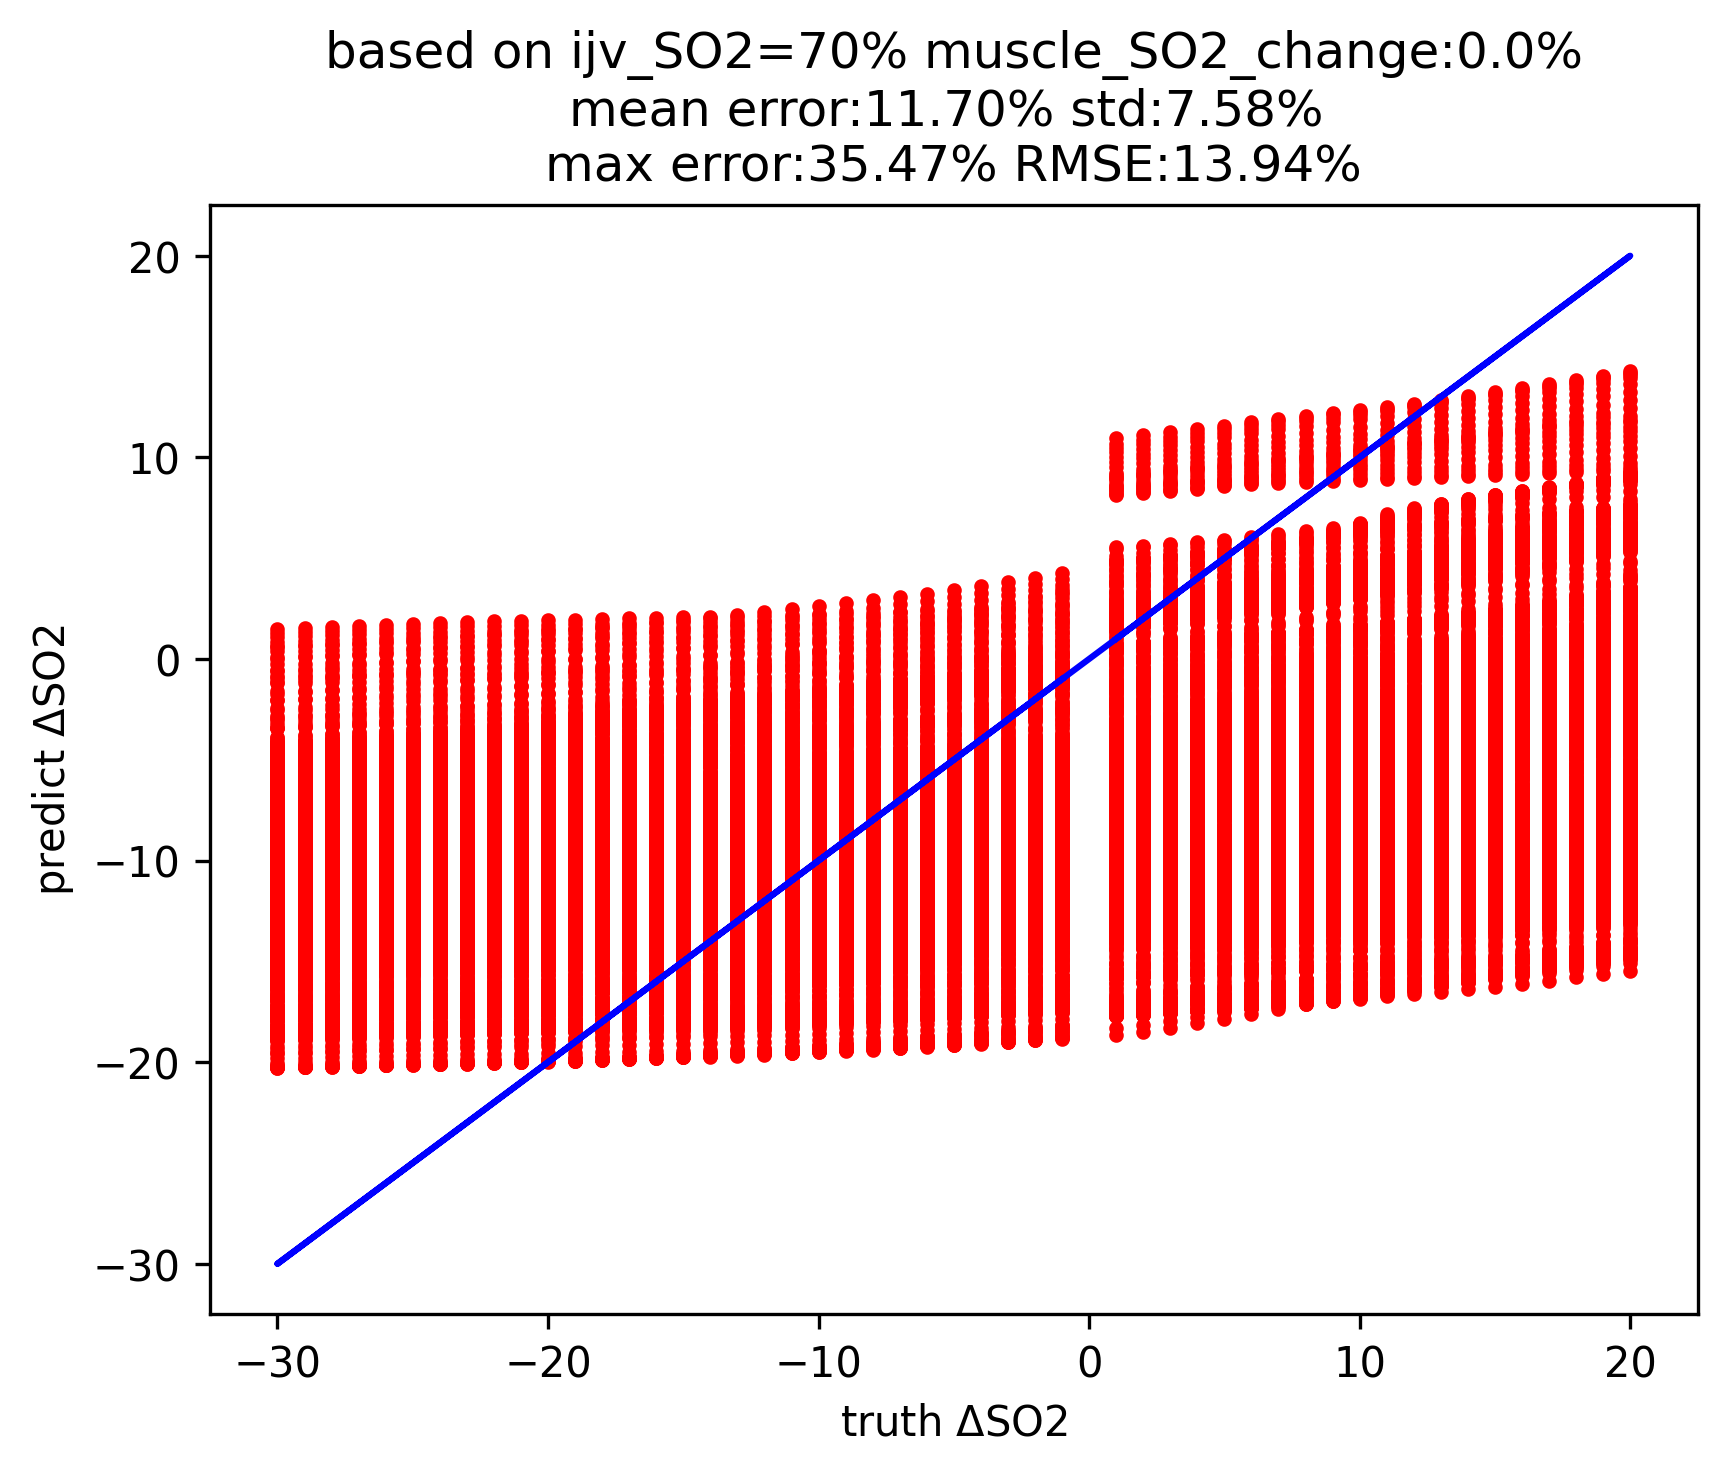 based on ijv_SO2=70% muscle_SO2_change:0.0%
mean error:11.70% std:7.58%
max error:35.47% RMSE:13.94%
20
10
0
−10
−20
−30
predict ΔSO2
−30
−20
−10
0
10
20
truth ΔSO2